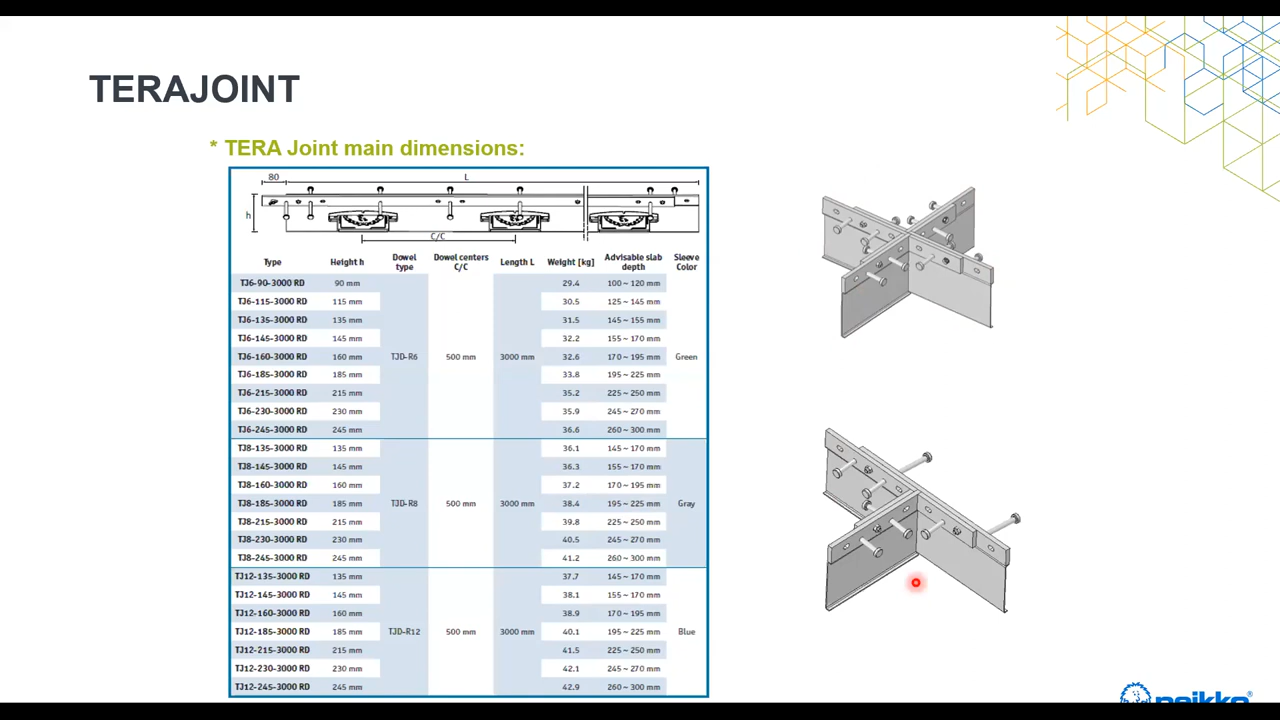 TERAJOINT
* TERA Joint main dimensions:
80 L
h
C/C
Type Height h Dowel type Dowel centers C/C Length L Weight [kg] Advisable slab depth Sleeve Color
TJ6-90-3000 RD 90 mm 29.4 100 ~ 120 mm
TJ6-115-3000 RD 115 mm 30.5 125 ~ 145 mm
TJ6-135-3000 RD 135 mm 31.5 145 ~ 155 mm
TJ6-145-3000 RD 145 mm 32.2 155 ~ 170 mm
TJ6-160-3000 RD 160 mm TJD-R6 500 mm 3000 mm 32.6 170 ~ 195 mm Green
TJ6-185-3000 RD 185 mm 33.8 195 ~ 225 mm
TJ6-215-3000 RD 215 mm 35.2 225 ~ 250 mm
TJ6-230-3000 RD 230 mm 35.9 245 ~ 270 mm
TJ6-245-3000 RD 245 mm 36.6 260 ~ 300 mm
TJ8-135-3000 RD 135 mm 36.1 145 ~ 170 mm
TJ8-145-3000 RD 145 mm 36.3 155 ~ 170 mm
TJ8-160-3000 RD 160 mm 37.2 170 ~ 195 mm
TJ8-185-3000 RD 185 mm TJD-R8 500 mm 3000 mm 38.4 195 ~ 225 mm Gray
TJ8-215-3000 RD 215 mm 39.8 225 ~ 250 mm
TJ8-230-3000 RD 230 mm 40.5 245 ~ 270 mm
TJ8-245-3000 RD 245 mm 41.2 260 ~ 300 mm
TJ12-135-3000 RD 135 mm 37.7 145 ~ 170 mm
TJ12-145-3000 RD 145 mm 38.1 155 ~ 170 mm
TJ12-160-3000 RD 160 mm 38.9 170 ~ 195 mm
TJ12-185-3000 RD 185 mm TJD-R12 500 mm 3000 mm 40.1 195 ~ 225 mm Blue
TJ12-215-3000 RD 215 mm 41.5 225 ~ 250 mm
TJ12-230-3000 RD 230 mm 42.1 245 ~ 270 mm
TJ12-245-3000 RD 245 mm 42.9 260 ~ 300 mm
peikko®